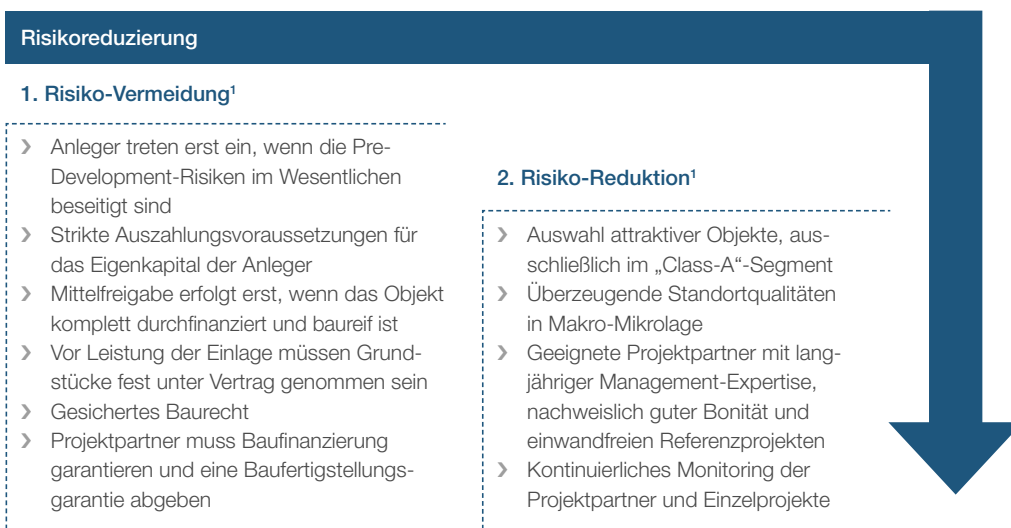 Risikoreduzierung
1. Risiko-Vermeidung¹
› Anleger treten erst ein, wenn die Pre-
Development-Risiken im Wesentlichen
beseitigt sind
› Strikte Auszahlungsvoraussetzungen für
das Eigenkapital der Anleger
› Mittelfreigabe erfolgt erst, wenn das Objekt
komplett durchfinanziert und baureif ist
› Vor Leistung der Einlage müssen Grund-
stücke fest unter Vertrag genommen sein
› Gesichertes Baurecht
› Projektpartner muss Baufinanzierung
garantieren und eine Baufertigstellungs-
garantie abgeben
2. Risiko-Reduktion¹
› Auswahl attraktiver Objekte, aus-
schließlich im „Class-A“-Segment
› Überzeugende Standortqualitäten
in Makro-Mikrolage
› Geeignete Projektpartner mit lang-
jähriger Management-Expertise,
nachweislich guter Bonität und
einwandfreien Referenzprojekten
› Kontinuierliches Monitoring der
Projektpartner und Einzelprojekte